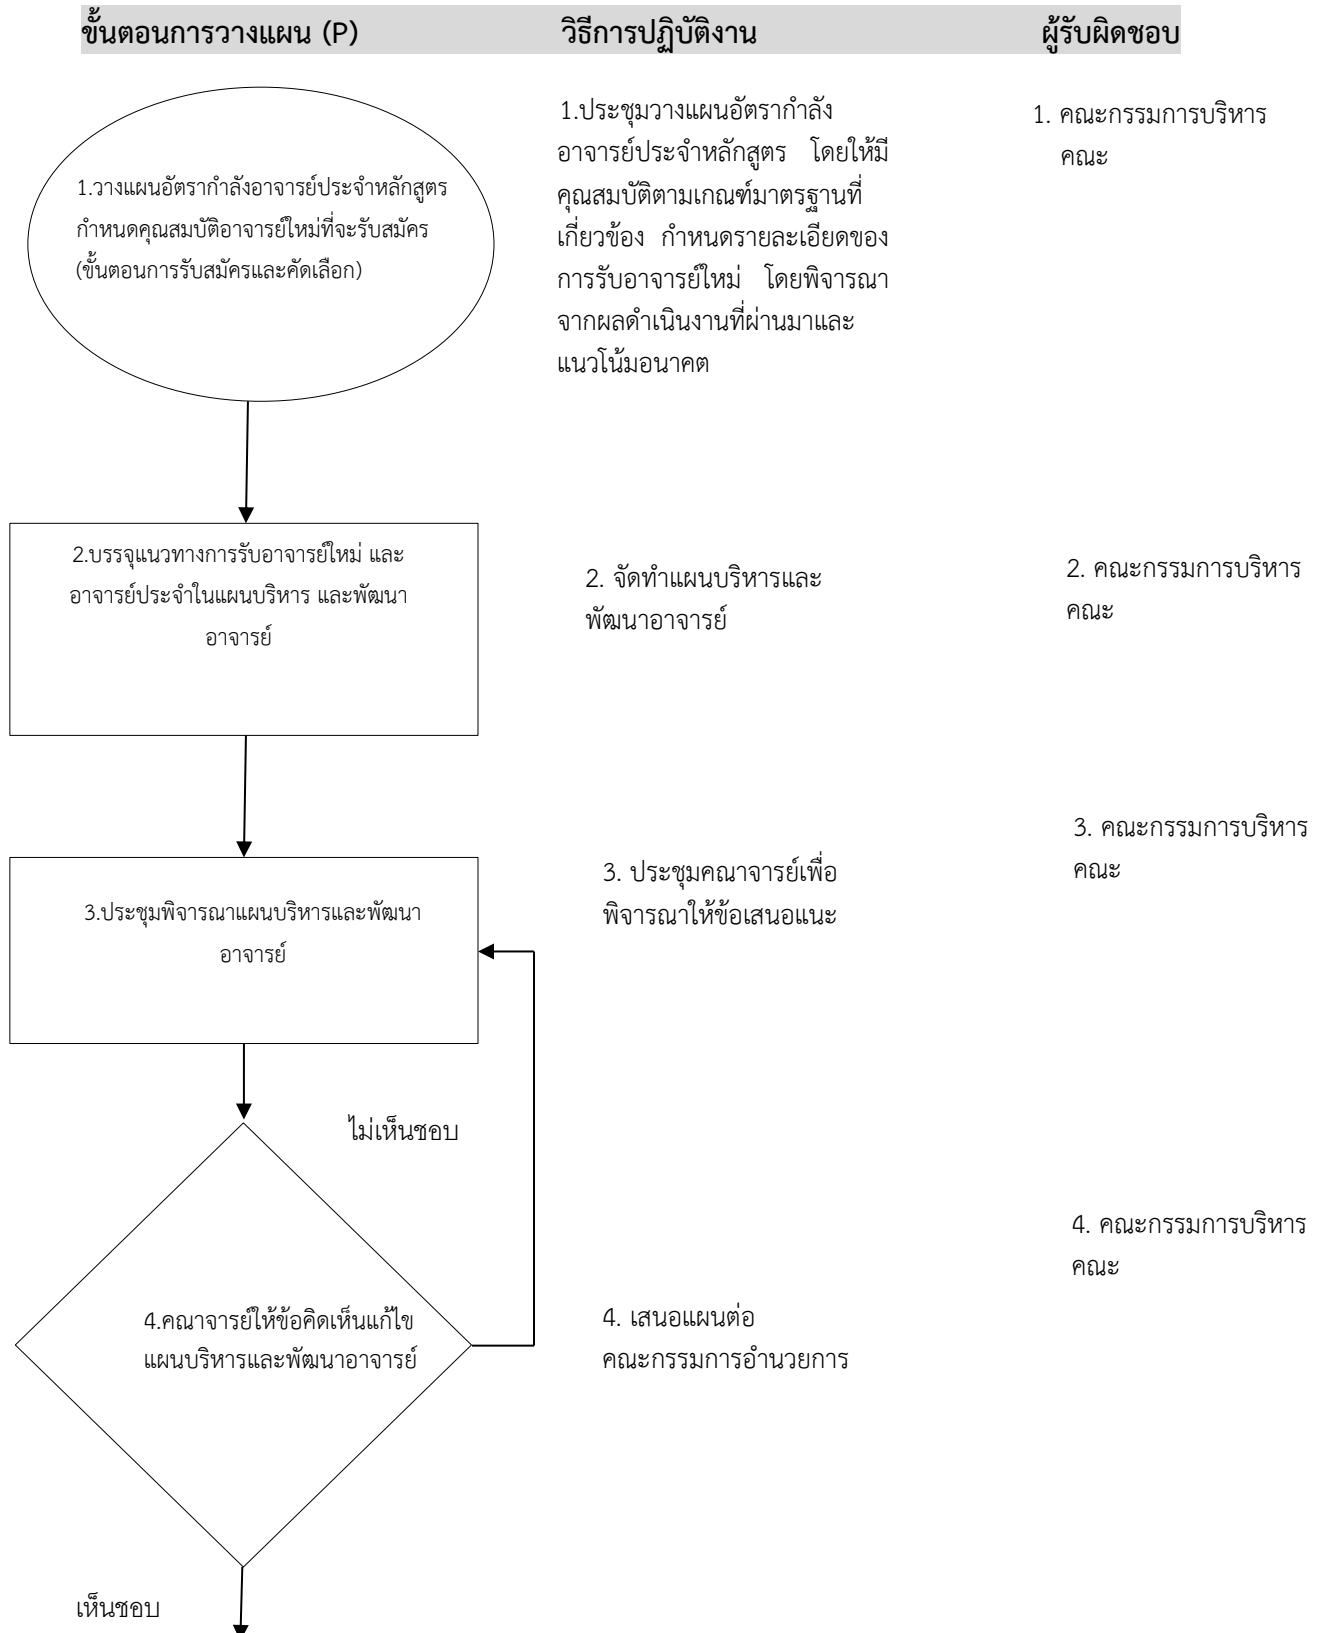 ขั้นตอนการวางแผน (P) วิธีการปฏิบัติงาน ผู้รับผิดชอบ
1.วางแผนอัตรากำลังอาจารย์ประจำหลักสูตร
กำหนดคุณสมบัติอาจารย์ใหม่ที่จะรับสมัคร
(ขั้นตอนการรับสมัครและคัดเลือก)
1.ประชุมวางแผนอัตรากำลัง
อาจารย์ประจำหลักสูตร โดยให้มี
คุณสมบัติตามเกณฑ์มาตรฐานที่
เกี่ยวข้อง กำหนดรายละเอียดของ
การรับอาจารย์ใหม่ โดยพิจารณา
จากผลดำเนินงานที่ผ่านมาและ
แนวโน้มอนาคต
1. คณะกรรมการบริหาร
คณะ
2.บรรจุแนวทางการรับอาจารย์ใหม่ และ
อาจารย์ประจำในแผนบริหาร และพัฒนา
อาจารย์
2. จัดทำแผนบริหารและ
พัฒนาอาจารย์
2. คณะกรรมการบริหาร
คณะ
3.ประชุมพิจารณาแผนบริหารและพัฒนา
อาจารย์
3. ประชุมคณาจารย์เพื่อ
พิจารณาให้ข้อเสนอแนะ
3. คณะกรรมการบริหาร
คณะ
ไม่เห็นชอบ
4.คณาจารย์ให้ข้อคิดเห็นแก้ไข
แผนบริหารและพัฒนาอาจารย์
4. เสนอแผนต่อ
คณะกรรมการอำนวยการ
4. คณะกรรมการบริหาร
คณะ
เห็นชอบ